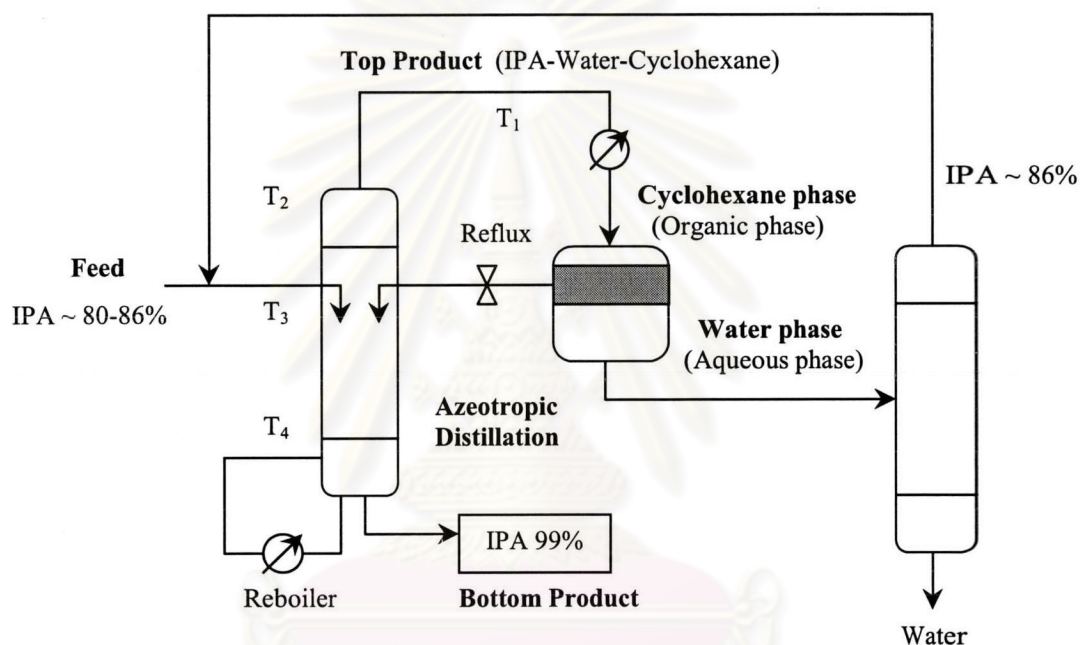 Top Product (IPA-Water-Cyclohexane)
T₁
IPA ~ 86%
T₂
Cyclohexane phase
(Organic phase)
Reflux
Feed
IPA ~ 80-86%
T₃
Water phase
(Aqueous phase)
T₄
Azeotropic
Distillation
IPA 99%
Reboiler
Bottom Product
Water